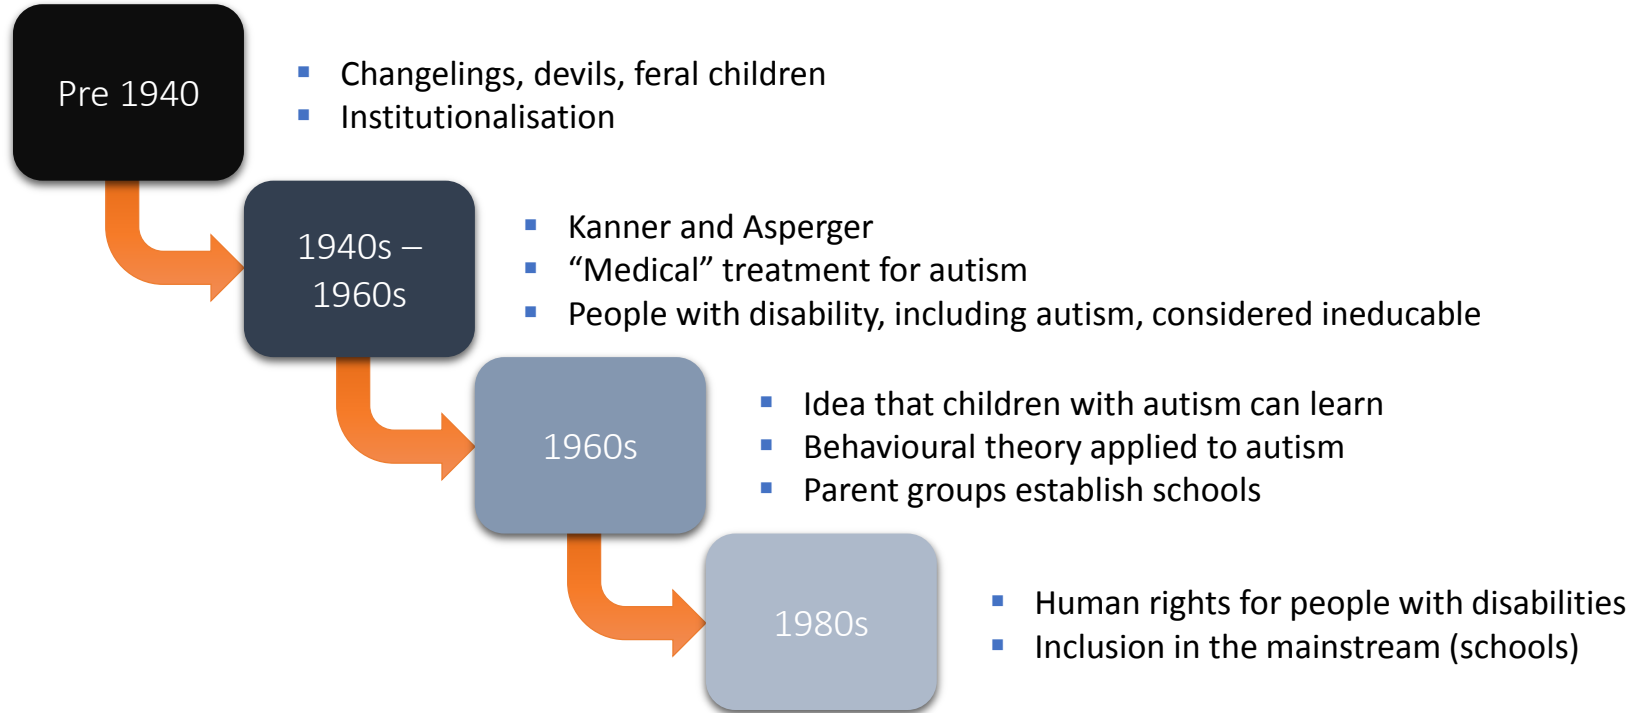 Pre 1940
▪ Changelings, devils, feral children
▪ Institutionalisation
1940s –
1960s
▪ Kanner and Asperger
▪ “Medical” treatment for autism
▪ People with disability, including autism, considered ineducable
1960s
▪ Idea that children with autism can learn
▪ Behavioural theory applied to autism
▪ Parent groups establish schools
1980s
▪ Human rights for people with disabilities
▪ Inclusion in the mainstream (schools)